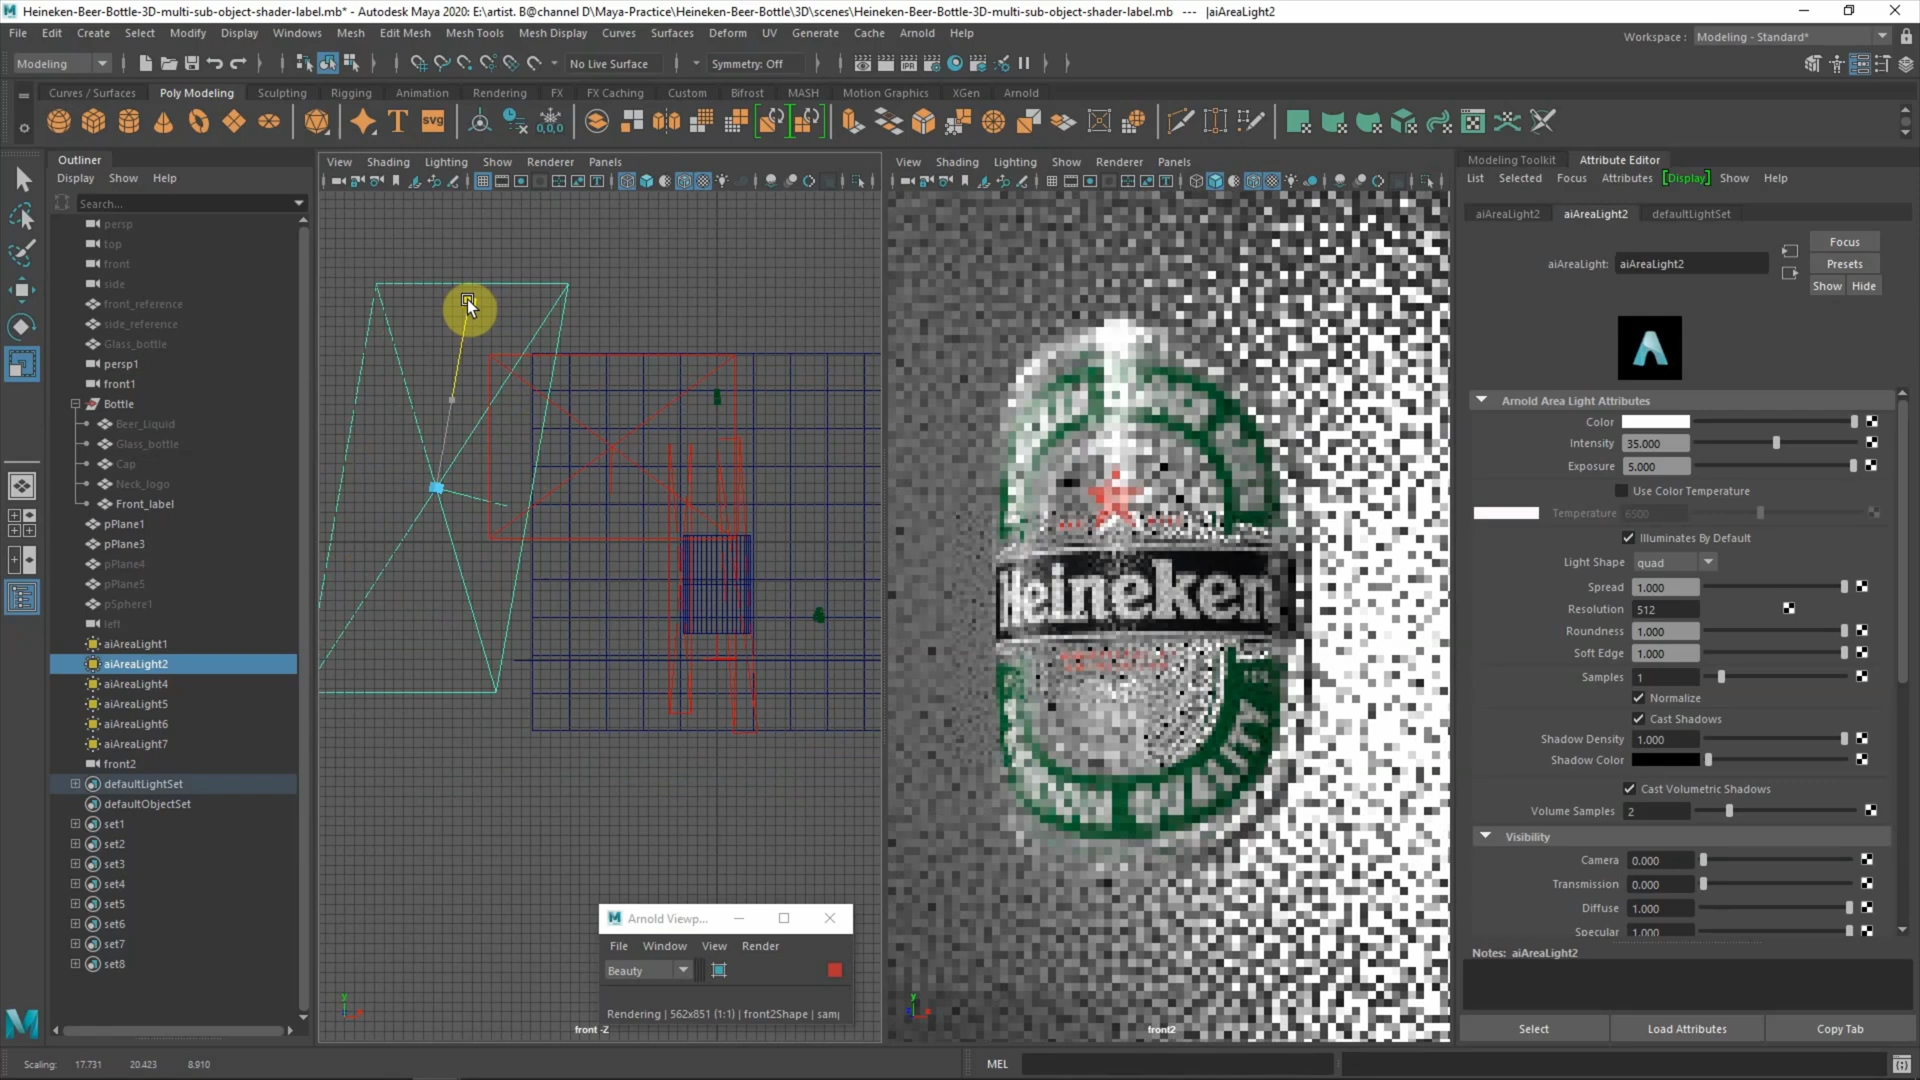 Heineken-Beer-Bottle-3D-multi-sub-object-shader-label.mb* - Autodesk Maya 2020: E:\artist. B@channel D\Maya-Practice\Heineken-Beer-Bottle\3D\scenes\Heineken-Beer-Bottle-3D-multi-sub-object-shader-label.mb --- |aiAreaLight2
File Edit Create Select Modify Display Windows Mesh Edit Mesh Mesh Tools Mesh Display Curves Surfaces Deform UV Generate Cache Arnold Help
Workspace : Modeling - Standard*
Modeling No Live Surface Symmetry: Off
Curves / Surfaces Poly Modeling Sculpting Rigging Animation Rendering FX FX Caching Custom Bifrost MASH Motion Graphics XGen Arnold
T SVG 0,0,0
IPR
Outliner
Display Show Help
Search...
persp
top
front
side
front_reference
side_reference
Glass_bottle
persp1
front1
Bottle
Beer_Liquid
Glass_bottle
Cap
Neck_logo
Front_label
pPlane1
pPlane3
pPlane4
pPlane5
pSphere1
left
aiAreaLight1
aiAreaLight2
aiAreaLight4
aiAreaLight5
aiAreaLight6
aiAreaLight7
front2
defaultLightSet
defaultObjectSet
set1
set2
set3
set4
set5
set6
set7
set8
View Shading Lighting Show Renderer Panels
y
front -Z
Arnold Viewp...
File Window View Render
Beauty
Rendering | 562x851 (1:1) | front2Shape | samp
View Shading Lighting Show Renderer Panels
Heineken
QUALITY
y
front2
Modeling Toolkit Attribute Editor
List Selected Focus Attributes Display Show Help
aiAreaLight2 aiAreaLight2 defaultLightSet
aiAreaLight: aiAreaLight2
Focus
Presets
Show Hide
Arnold Area Light Attributes
Color
Intensity 35.000
Exposure 5.000
Use Color Temperature
Temperature 6500
Illuminates By Default
Light Shape quad
Spread 1.000
Resolution 512
Roundness 1.000
Soft Edge 1.000
Samples 1
Normalize
Cast Shadows
Shadow Density 1.000
Shadow Color
Cast Volumetric Shadows
Volume Samples 2
Visibility
Camera 0.000
Transmission 0.000
Diffuse 1.000
Specular 1.000
Notes: aiAreaLight2
Select Load Attributes Copy Tab
Scaling: 17.731 20.423 8.910
MEL